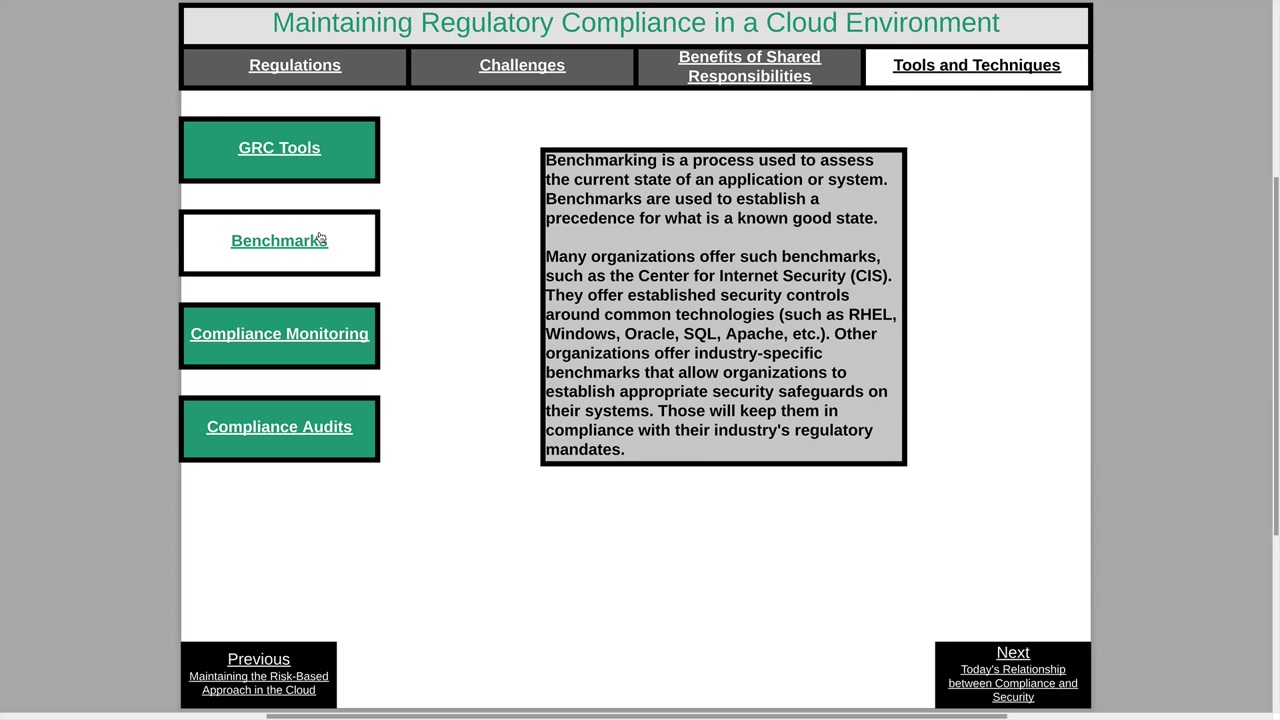 Maintaining Regulatory Compliance in a Cloud Environment
Regulations
Challenges
Benefits of Shared
Responsibilities
Tools and Techniques
GRC Tools
Benchmarks
Compliance Monitoring
Compliance Audits
Benchmarking is a process used to assess
the current state of an application or system.
Benchmarks are used to establish a
precedence for what is a known good state.
Many organizations offer such benchmarks,
such as the Center for Internet Security (CIS).
They offer established security controls
around common technologies (such as RHEL,
Windows, Oracle, SQL, Apache, etc.). Other
organizations offer industry-specific
benchmarks that allow organizations to
establish appropriate security safeguards on
their systems. Those will keep them in
compliance with their industry's regulatory
mandates.
Previous
Maintaining the Risk-Based
Approach in the Cloud
Next
Today's Relationship
between Compliance and
Security